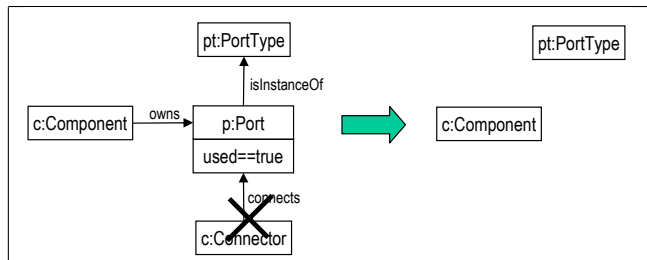 pt:PortType
pt:PortType
isInstanceOf
owns
c:Component
p:Port
c:Component
used==true
connects
c:Connector